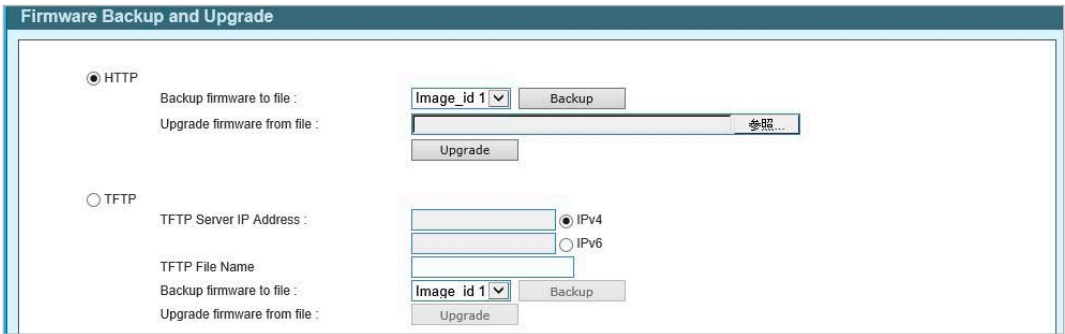 Firmware Backup and Upgrade
HTTP
Backup firmware to file : Image_id 1 Backup
Upgrade firmware from file : 参照...
Upgrade
TFTP
TFTP Server IP Address : IPv4
IPv6
TFTP File Name
Backup firmware to file : Image_id 1 Backup
Upgrade firmware from file : Upgrade